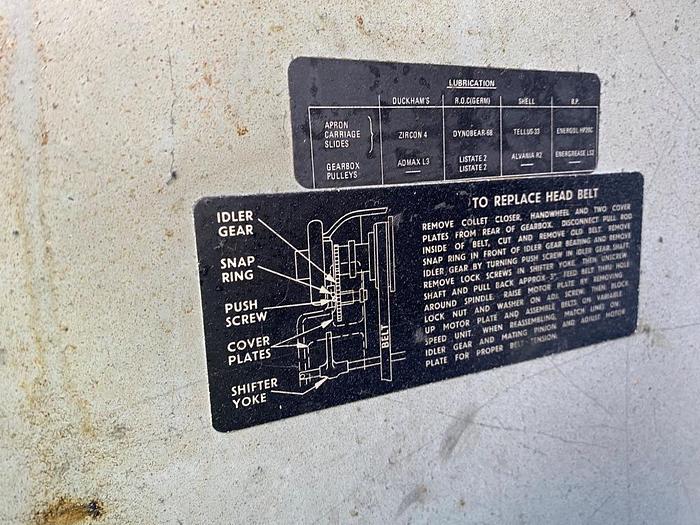 LUBRICATION
DUCKHAM'S R.O.C(GERM) SHELL B.P.
APRON CARRIAGE SLIDES ZIRCON 4 DYNOBEAR-68 TELLUS-33 ENERGOL HP20C
GEARBOX ADMAX L3 LISTATE 2 ALVANIA R2 ENERGREASE LS2
PULLEYS LISTATE 2
TO REPLACE HEAD BELT
REMOVE COLLET CLOSER, HANDWHEEL AND TWO COVER
PLATES FROM REAR OF GEARBOX. DISCONNECT PULL ROD
INSIDE OF BELT, CUT AND REMOVE OLD BELT. REMOVE
SNAP RING IN FRONT OF IDLER GEAR BEARING AND REMOVE
IDLER GEAR BY TURNING PUSH SCREW IN IDLER GEAR SHAFT.
REMOVE LOCK SCREWS IN SHIFTER YOKE, THEN UNSCREW
SHAFT AND PULL BACK APPROX 3". FEED BELT THRU HOLE
AROUND SPINDLE. RAISE MOTOR PLATE BY REMOVING
LOCK NUT AND WASHER ON ADJ. SCREW. THEN BLOCK
UP MOTOR PLATE AND ASSEMBLE BELTS ON VARIABLE
SPEED UNIT. WHEN REASSEMBLING, MATCH LINES ON
IDLER GEAR AND MATING PINION AND ADJUST MOTOR
PLATE FOR PROPER BELT TENSION.
IDLER
GEAR
SNAP
RING
PUSH
SCREW
COVER
PLATES
SHIFTER
YOKE
BELT